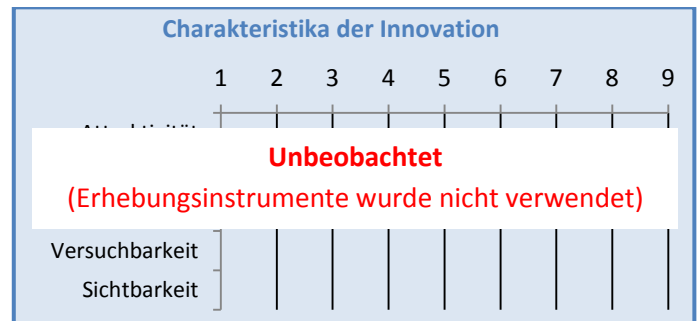 Charakteristika der Innovation
1 2 3 4 5 6 7 8 9
Unbeobachtet
(Erhebungsinstrumente wurde nicht verwendet)
Versuchbarkeit
Sichtbarkeit